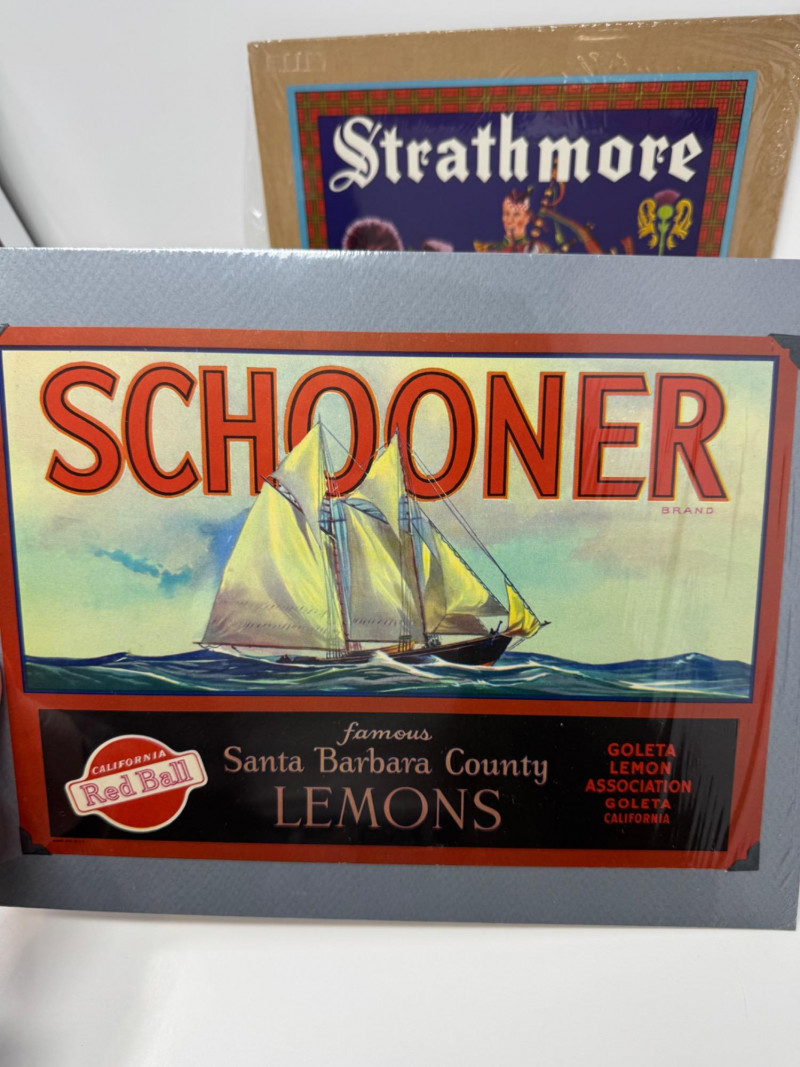 Strathmore
SCHOONER
BRAND
famous
Santa Barbara County
LEMONS
CALIFORNIA
Red Ball
GOLETA
LEMON
ASSOCIATION
GOLETA
CALIFORNIA